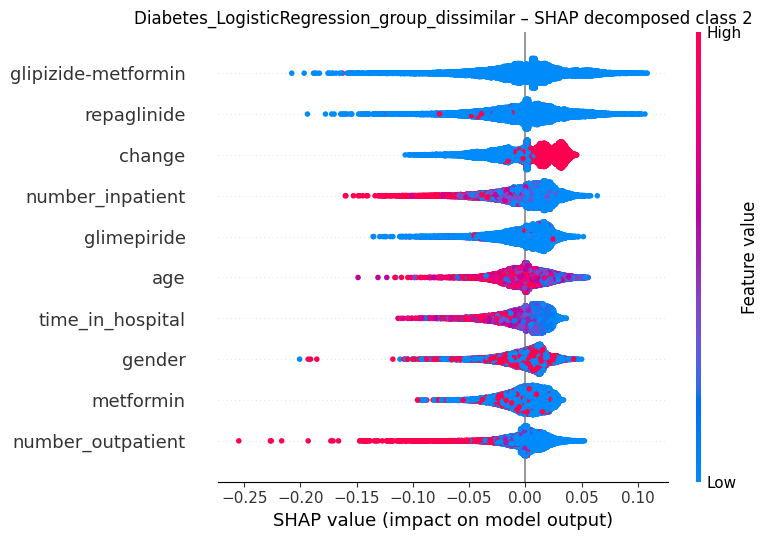 Diabetes_LogisticRegression_group_dissimilar – SHAP decomposed class 2
High
glipizide-metformin
repaglinide
change
number_inpatient
glimepiride
age
time_in_hospital
gender
metformin
number_outpatient
Feature value
Low
−0.25 −0.20 −0.15 −0.10 −0.05 0.00 0.05 0.10
SHAP value (impact on model output)